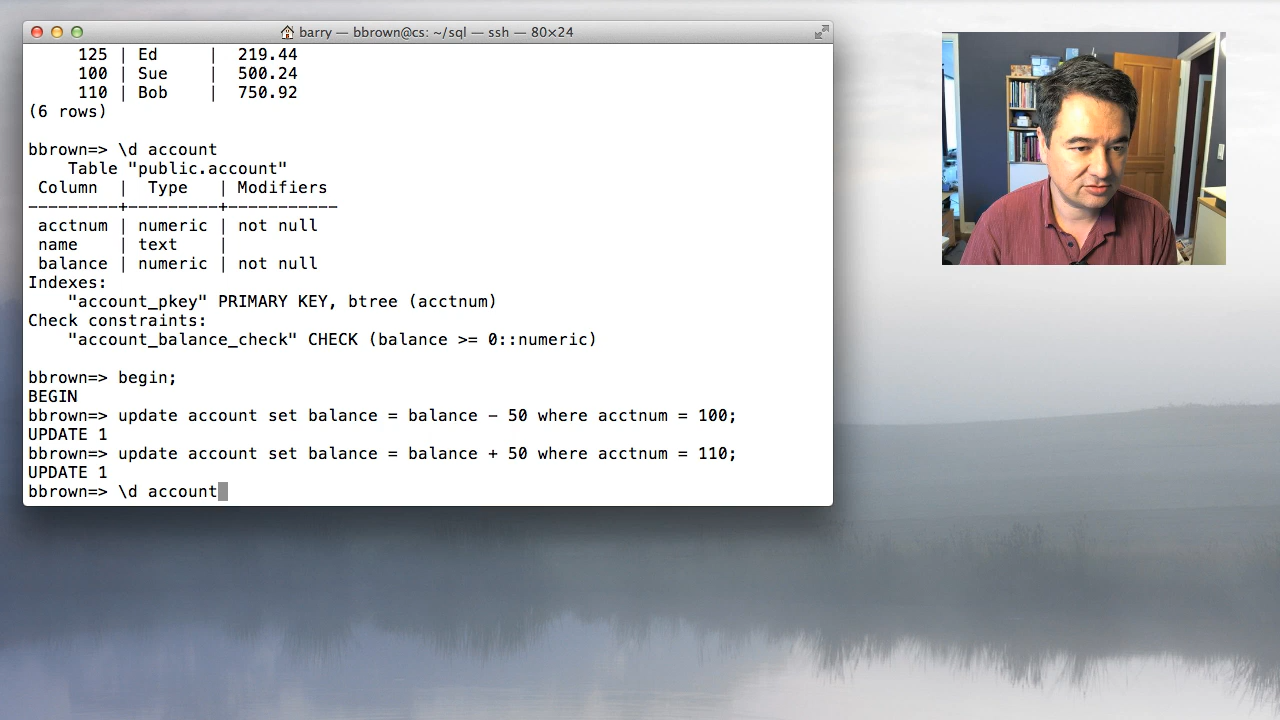 barry — bbrown@cs: ~/sql — ssh — 80×24
125 | Ed | 219.44
100 | Sue | 500.24
110 | Bob | 750.92
(6 rows)
bbrown=> \d account
Table "public.account"
Column | Type | Modifiers
---------+---------+-----------
acctnum | numeric | not null
name | text |
balance | numeric | not null
Indexes:
"account_pkey" PRIMARY KEY, btree (acctnum)
Check constraints:
"account_balance_check" CHECK (balance >= 0::numeric)
bbrown=> begin;
BEGIN
bbrown=> update account set balance = balance - 50 where acctnum = 100;
UPDATE 1
bbrown=> update account set balance = balance + 50 where acctnum = 110;
UPDATE 1
bbrown=> \d account